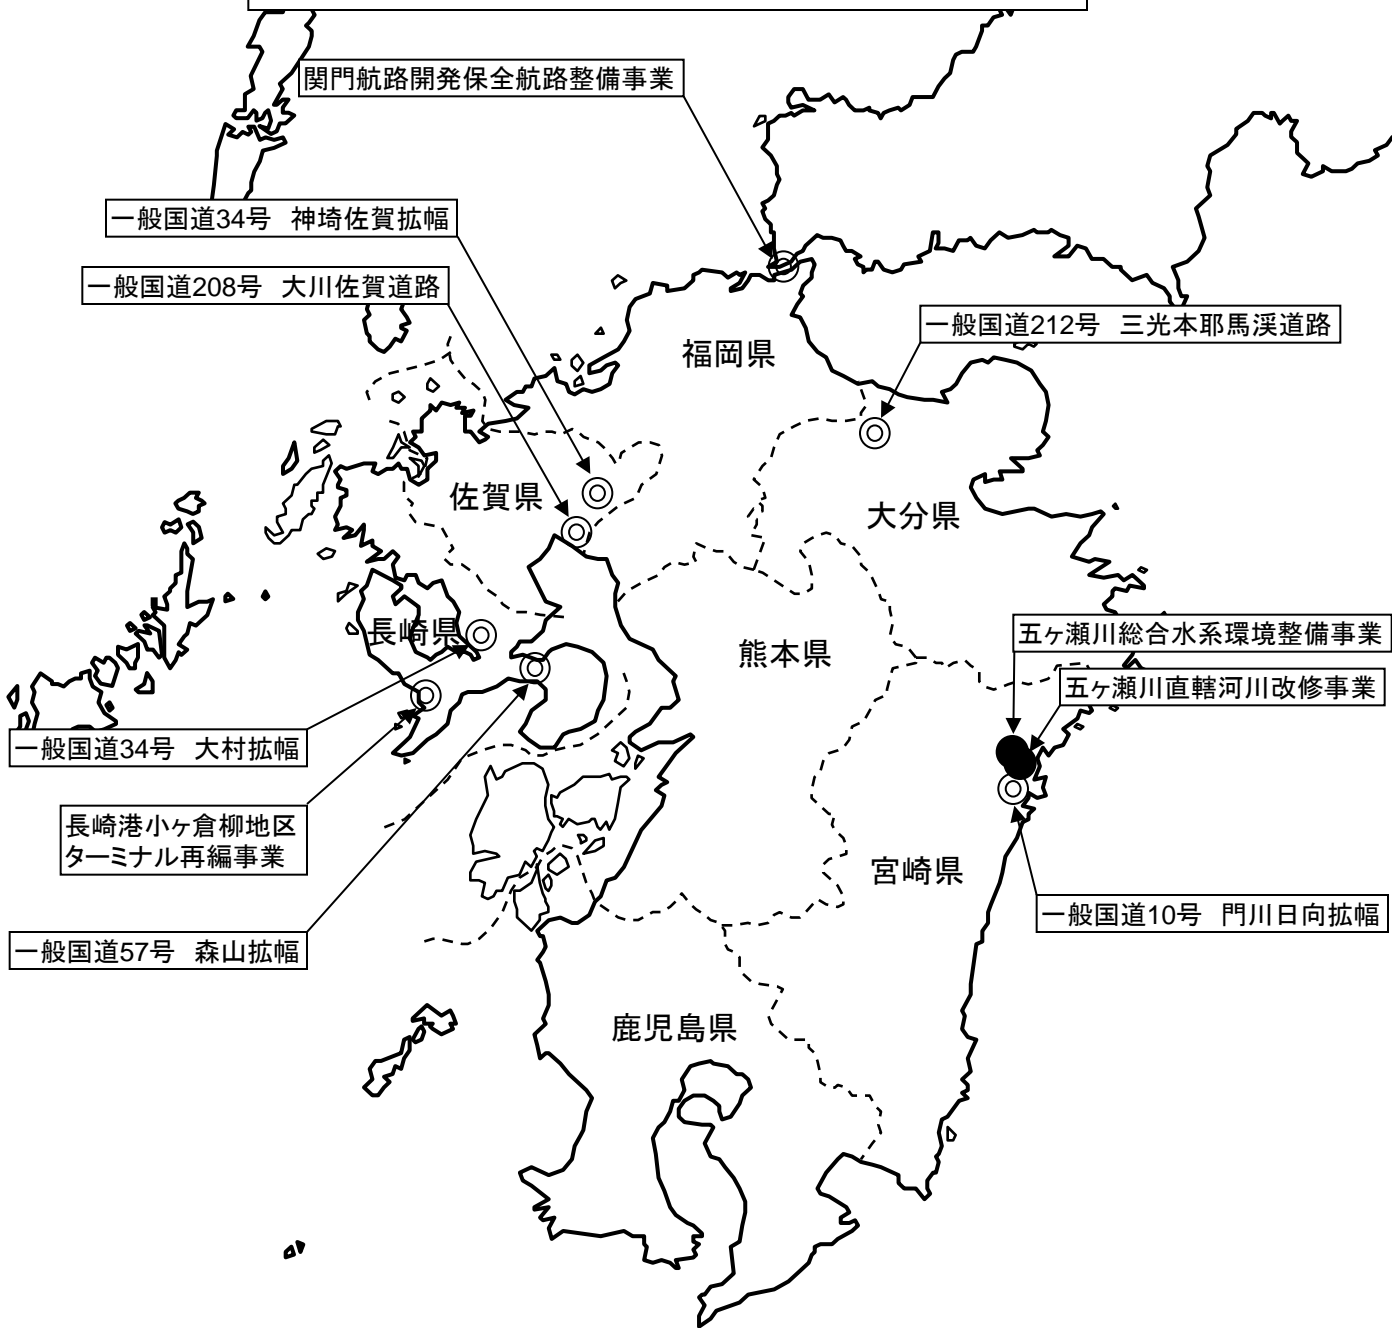 関門航路開発保全航路整備事業
一般国道34号　神埼佐賀拡幅
一般国道208号　大川佐賀道路
一般国道212号　三光本耶馬渓道路
福岡県
佐賀県
大分県
長崎県
熊本県
五ヶ瀬川総合水系環境整備事業
五ヶ瀬川直轄河川改修事業
一般国道34号　大村拡幅
長崎港小ヶ倉柳地区
ターミナル再編事業
宮崎県
一般国道10号　門川日向拡幅
一般国道57号　森山拡幅
鹿児島県